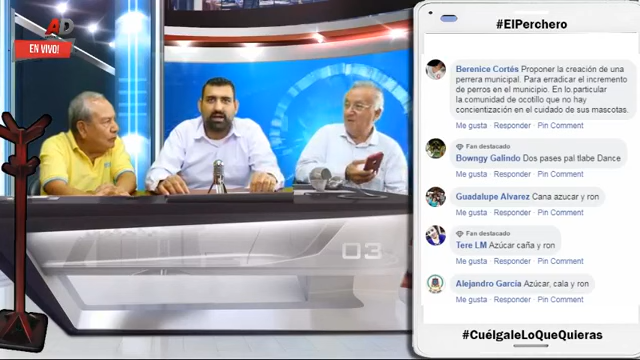 AD
EN VIVO!
03
#ElPerchero
Berenice Cortés Proponer la creación de una
perrera municipal. Para erradicar el incremento
de perros en el municipio. En lo particular
la comunidad de ocotillo que no hay
concientización en el cuidado de sus mascotas.
Me gusta · Responder · Pin Comment
Fan destacado
Bowngy Galindo Dos pases pal tlabe Dance
Me gusta · Responder · Pin Comment
Guadalupe Alvarez Cana azucar y ron
Me gusta · Responder · Pin Comment
Fan destacado
Tere LM Azúcar caña y ron
Me gusta · Responder · Pin Comment
Alejandro García Azúcar, cala y ron
Me gusta · Responder · Pin Comment
#CuélgaleLoQueQuieras